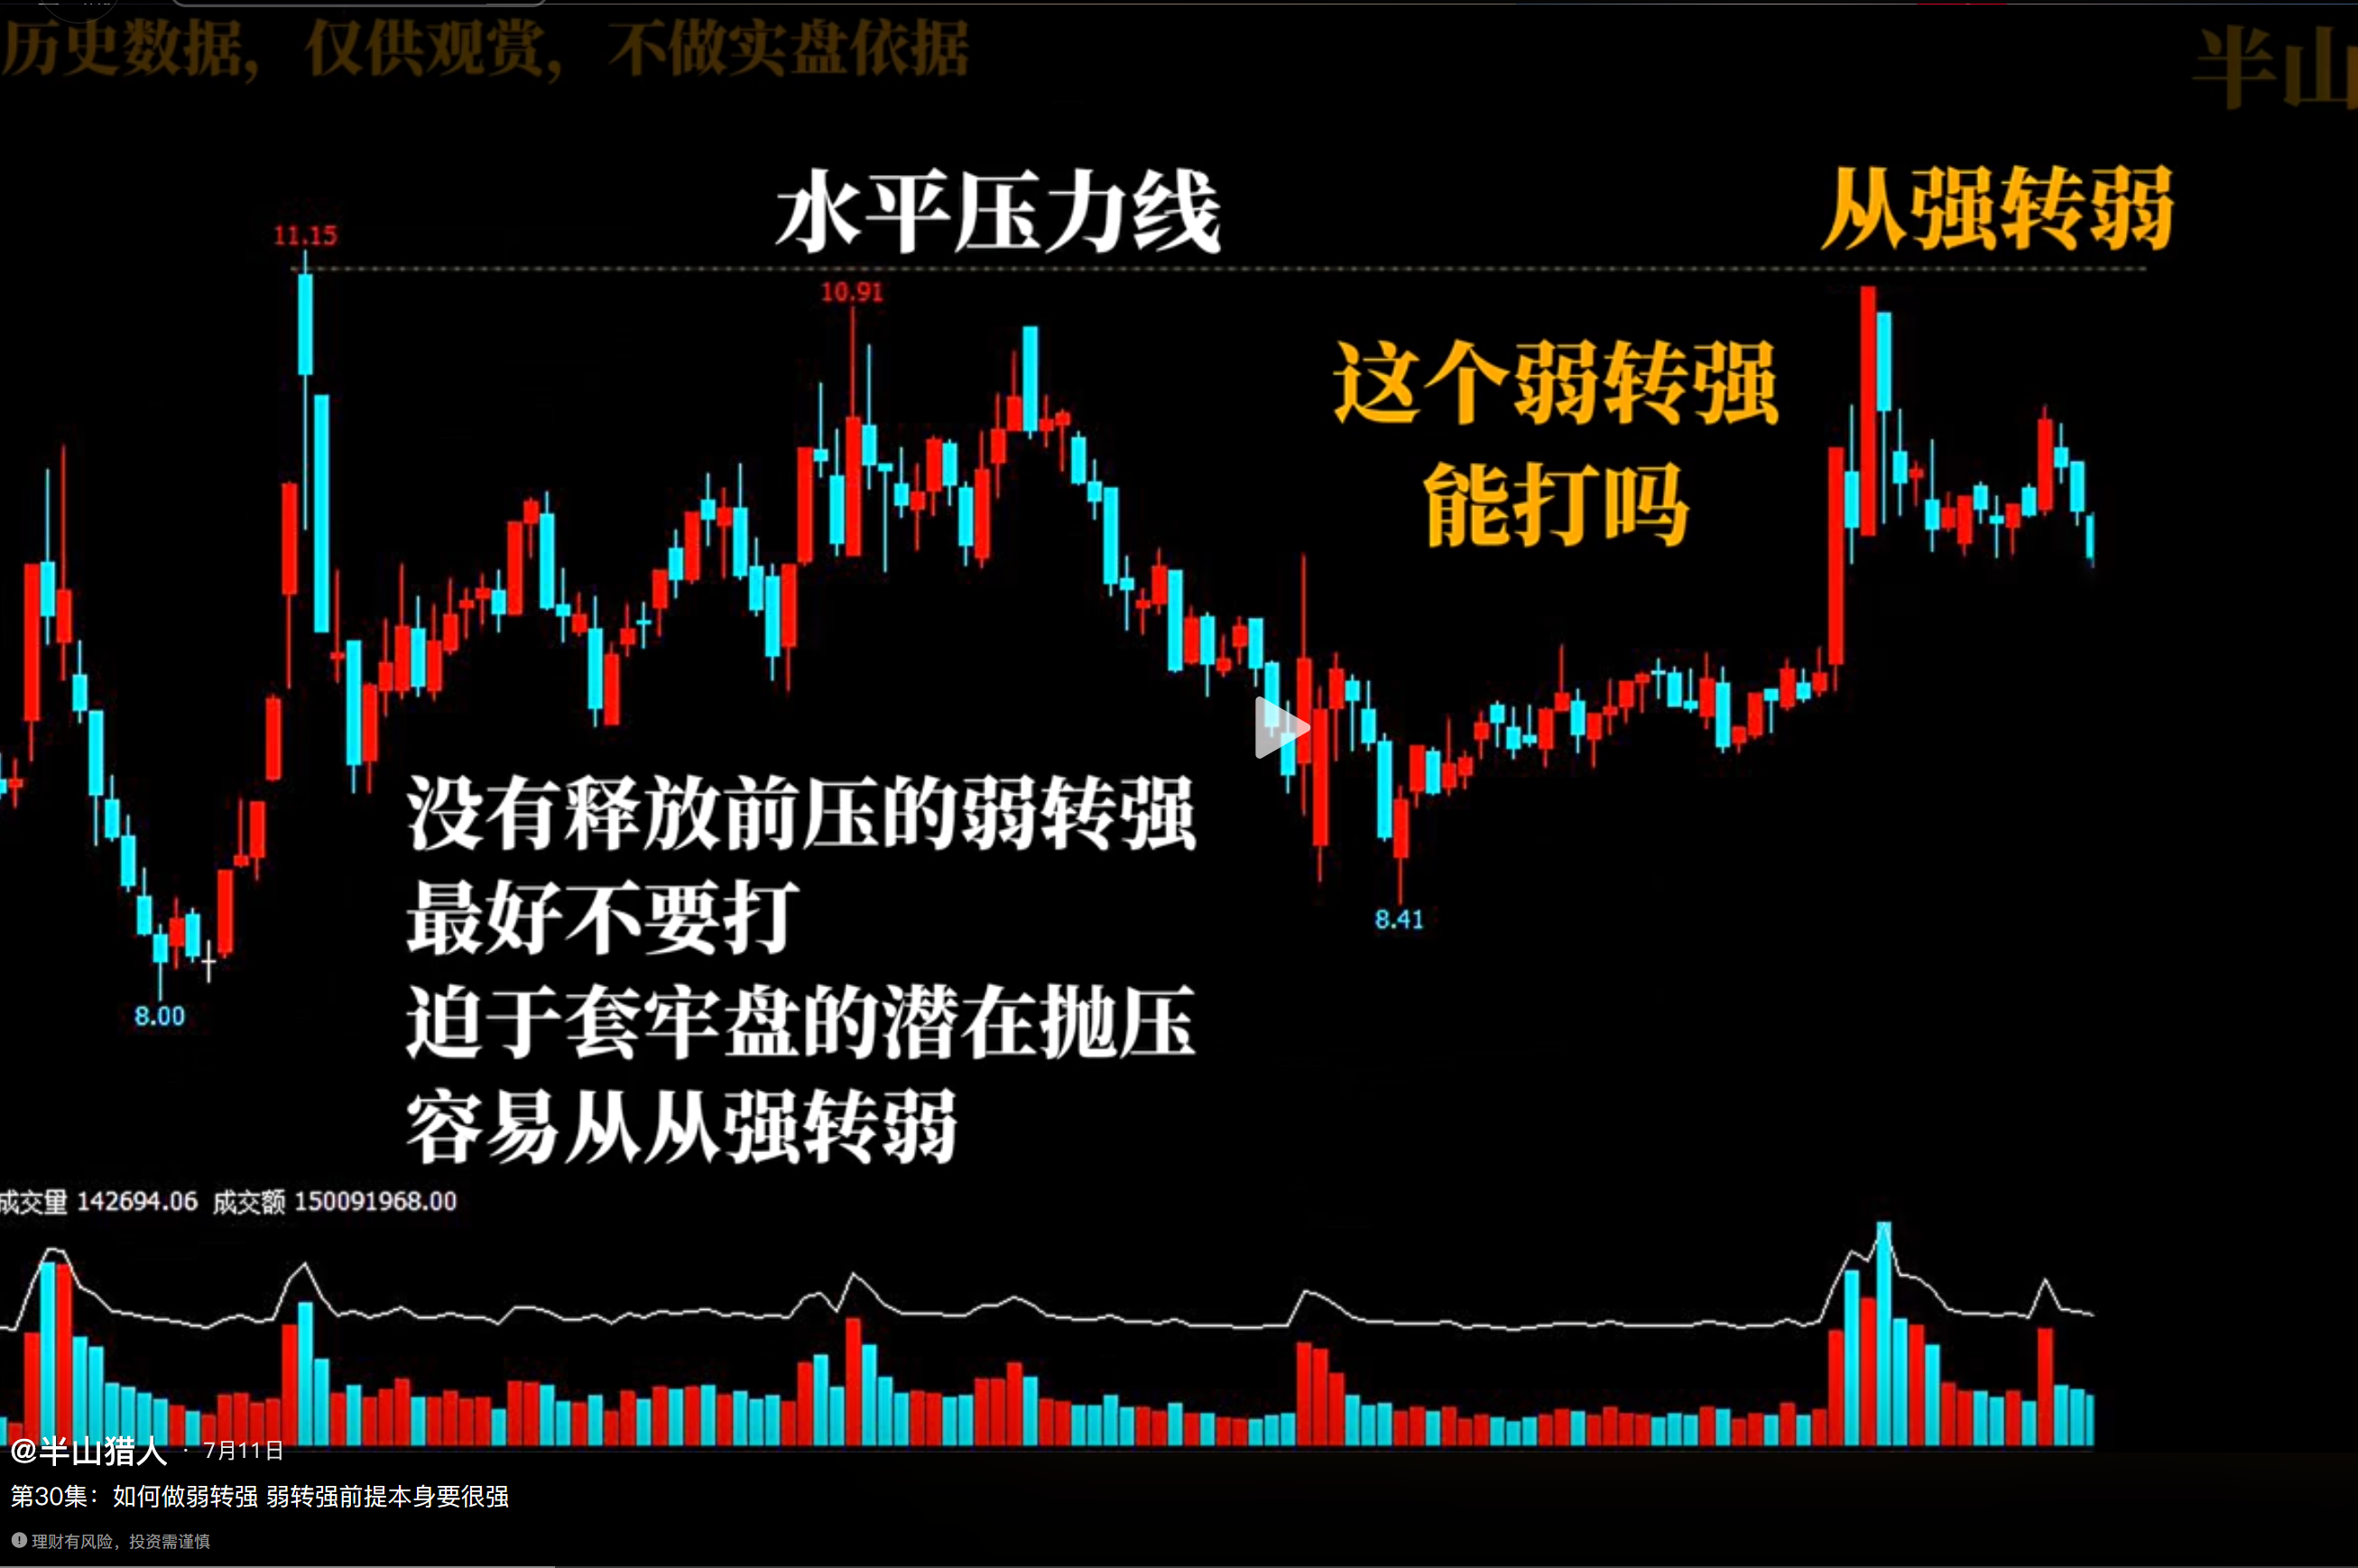 历史数据，仅供观赏，不做实盘依据
半山
水平压力线
从强转弱
11.15
10.91
这个弱转强
能打吗
没有释放前压的弱转强
最好不要打
迫于套牢盘的潜在抛压
容易从从强转弱
8.41
8.00
成交量 142694.06 成交额 150091968.00
@半山猎人 · 7月11日
第30集：如何做弱转强 弱转强前提本身要很强
理财有风险，投资需谨慎